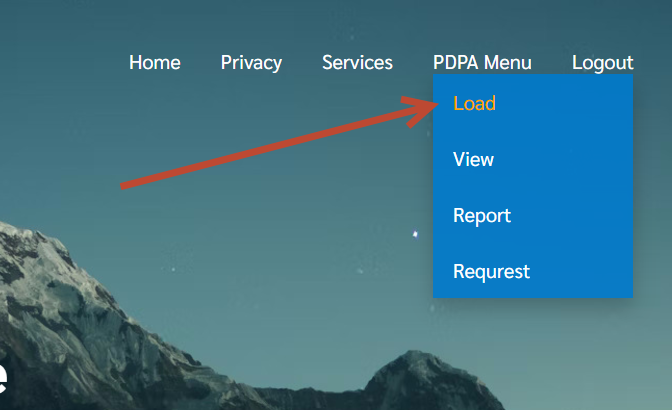 Home Privacy Services PDPA Menu Logout
Load
View
Report
Requrest
e